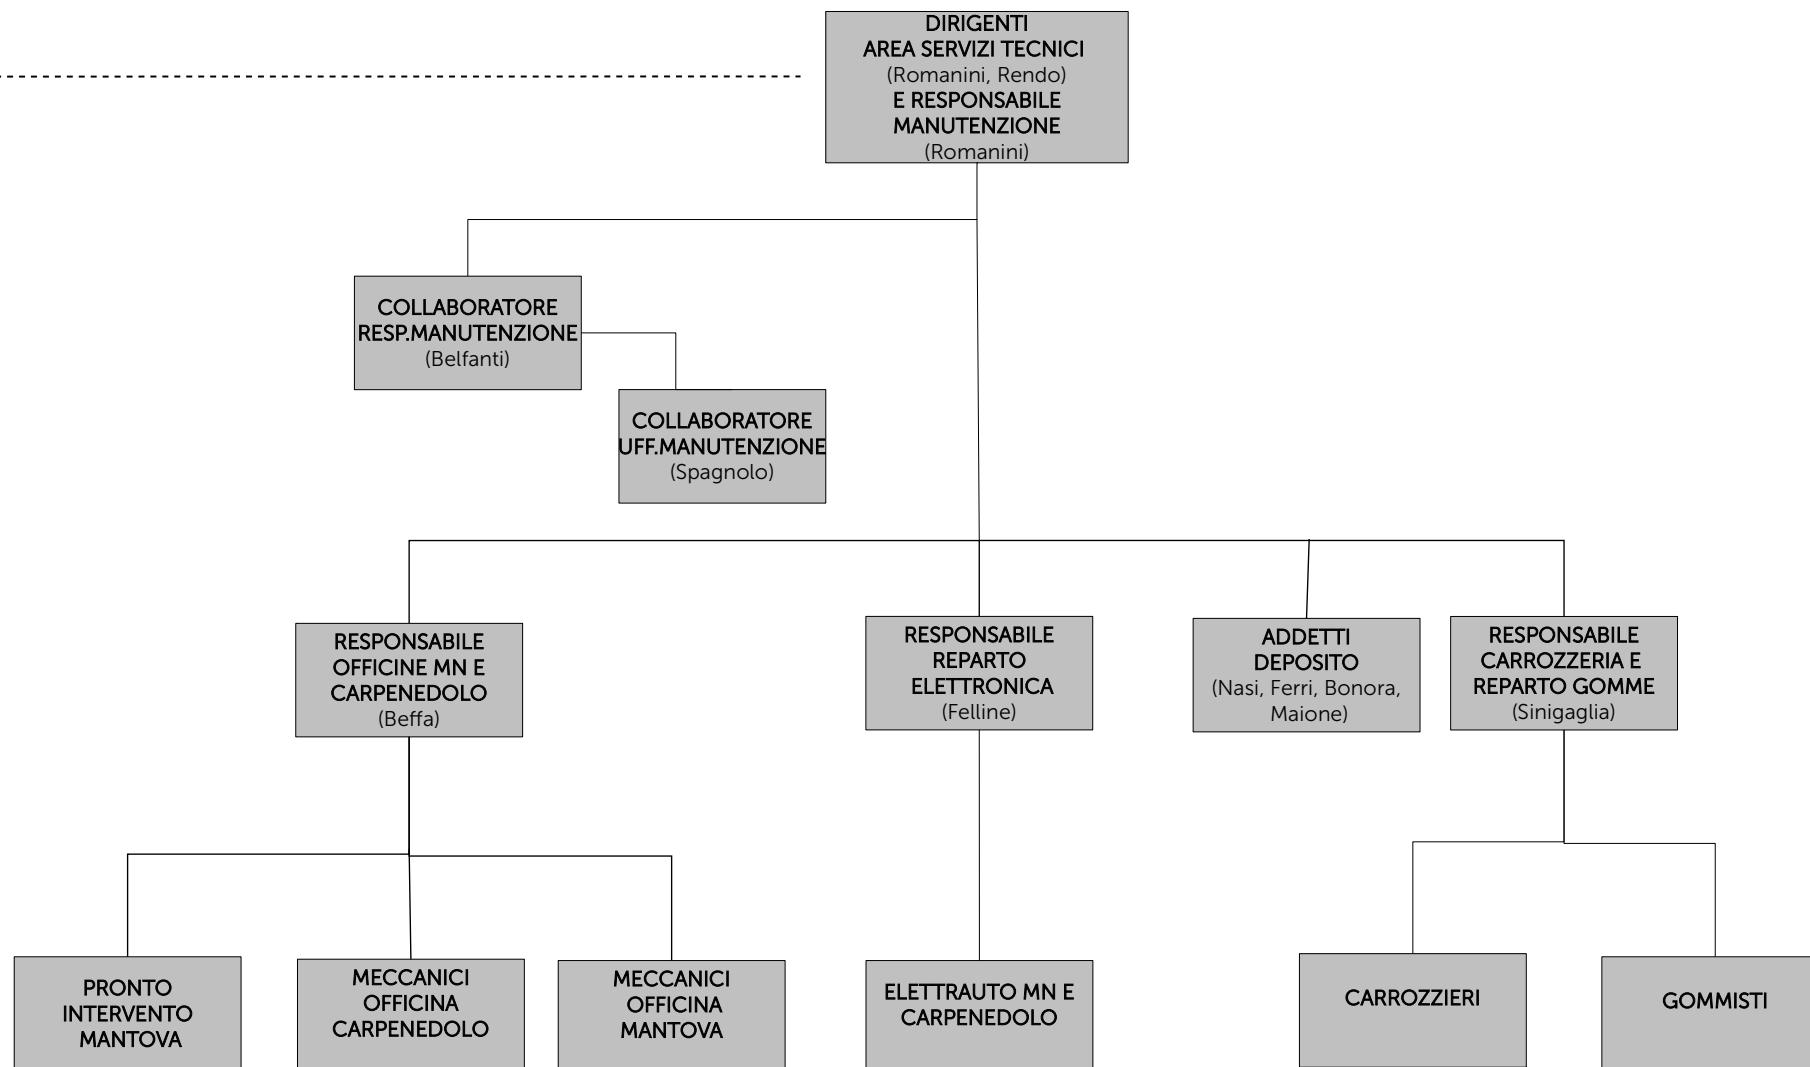 DIRIGENTI
AREA SERVIZI TECNICI
(Romanini, Rendo)
E RESPONSABILE
MANUTENZIONE
(Romanini)
COLLABORATORE
RESP.MANUTENZIONE
(Belfanti)
COLLABORATORE
UFF.MANUTENZIONE
(Spagnolo)
RESPONSABILE
OFFICINE MN E
CARPENEDOLO
(Beffa)
RESPONSABILE
REPARTO
ELETTRONICA
(Felline)
ADDETTI
DEPOSITO
(Nasi, Ferri, Bonora,
Maione)
RESPONSABILE
CARROZZERIA E
REPARTO GOMME
(Sinigaglia)
PRONTO
INTERVENTO
MANTOVA
MECCANICI
OFFICINA
CARPENEDOLO
MECCANICI
OFFICINA
MANTOVA
ELETTRAUTO MN E
CARPENEDOLO
CARROZZIERI
GOMMISTI